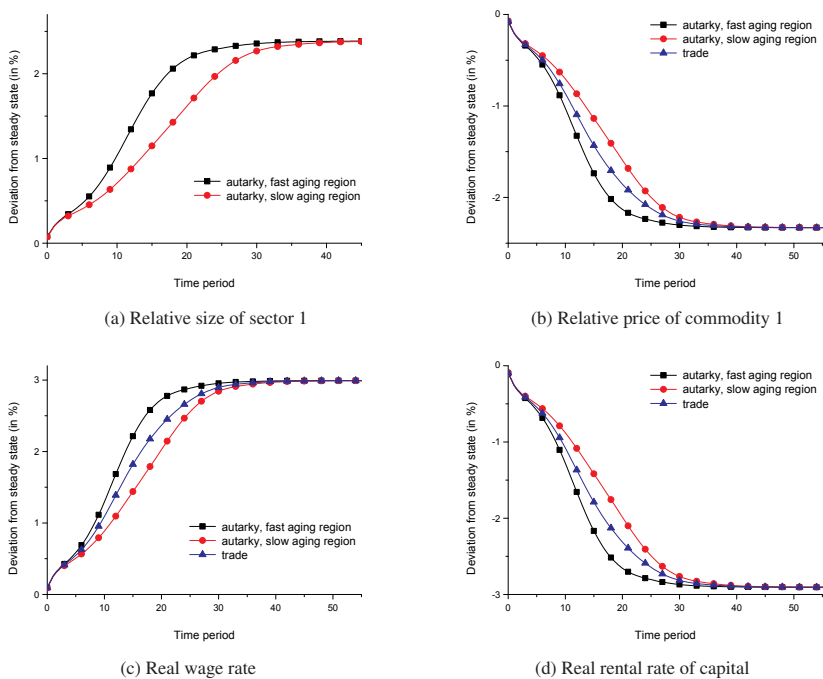 Deviation from steady state (in %)
2
1
0
0
10
20
30
40
Time period
autarky, fast aging region
autarky, slow aging region
(a) Relative size of sector 1
Deviation from steady state (in %)
0
-1
-2
0
10
20
30
40
50
Time period
autarky, fast aging region
autarky, slow aging region
trade
(b) Relative price of commodity 1
Deviation from steady state (in %)
3
2
1
0
0
10
20
30
40
50
Time period
autarky, fast aging region
autarky, slow aging region
trade
(c) Real wage rate
Deviation from steady state (in %)
0
-1
-2
-3
0
10
20
30
40
50
Time period
autarky, fast aging region
autarky, slow aging region
trade
(d) Real rental rate of capital